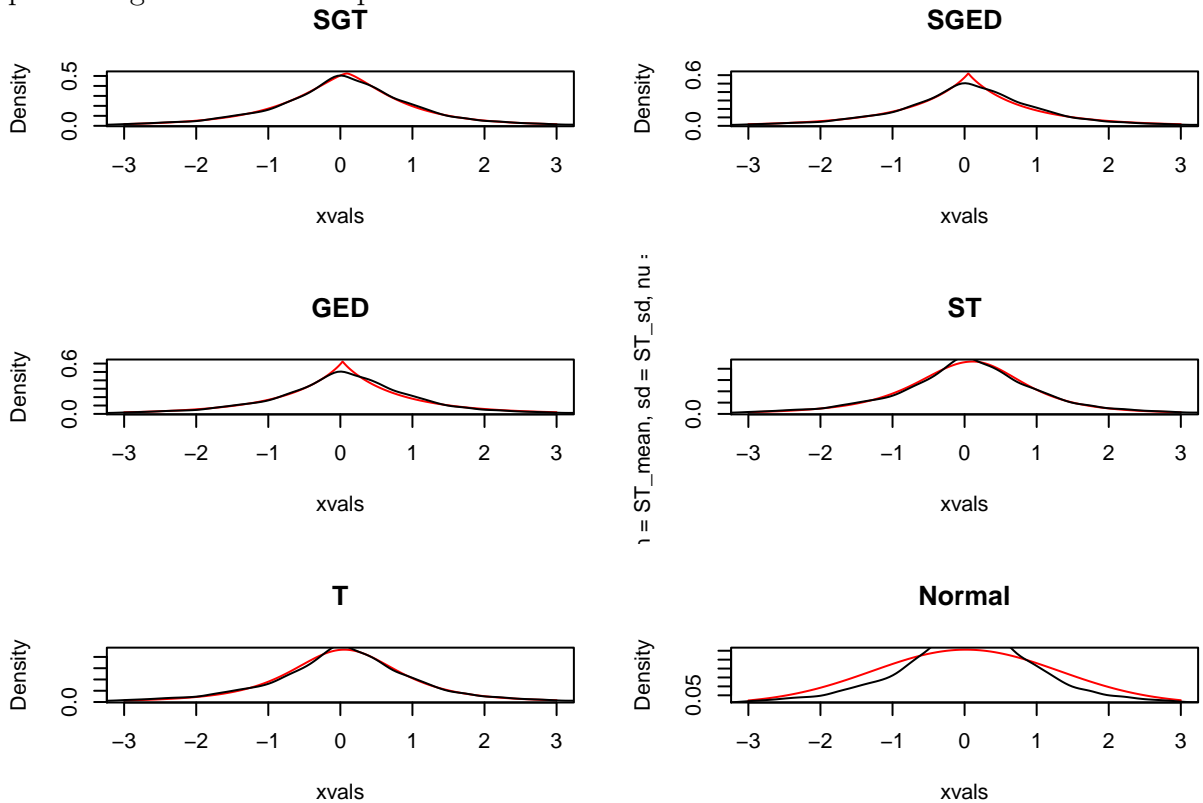 SGT
Density
0.0 0.5
−3 −2 −1 0 1 2 3
xvals
SGED
Density
0.0 0.6
−3 −2 −1 0 1 2 3
xvals
GED
Density
0.0 0.6
−3 −2 −1 0 1 2 3
xvals
ST
= ST_mean, sd = ST_sd, nu
0.0
−3 −2 −1 0 1 2 3
xvals
T
Density
0.0
−3 −2 −1 0 1 2 3
xvals
Normal
Density
0.05
−3 −2 −1 0 1 2 3
xvals